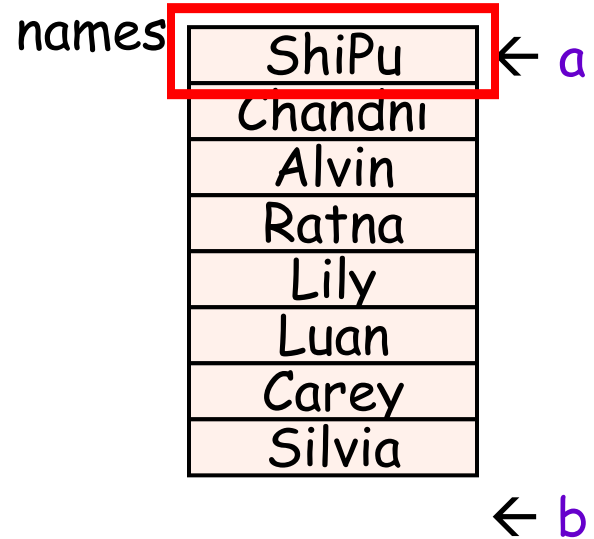 names
ShiPu ← a
Chandni
Alvin
Ratna
Lily
Luan
Carey
Silvia
← b